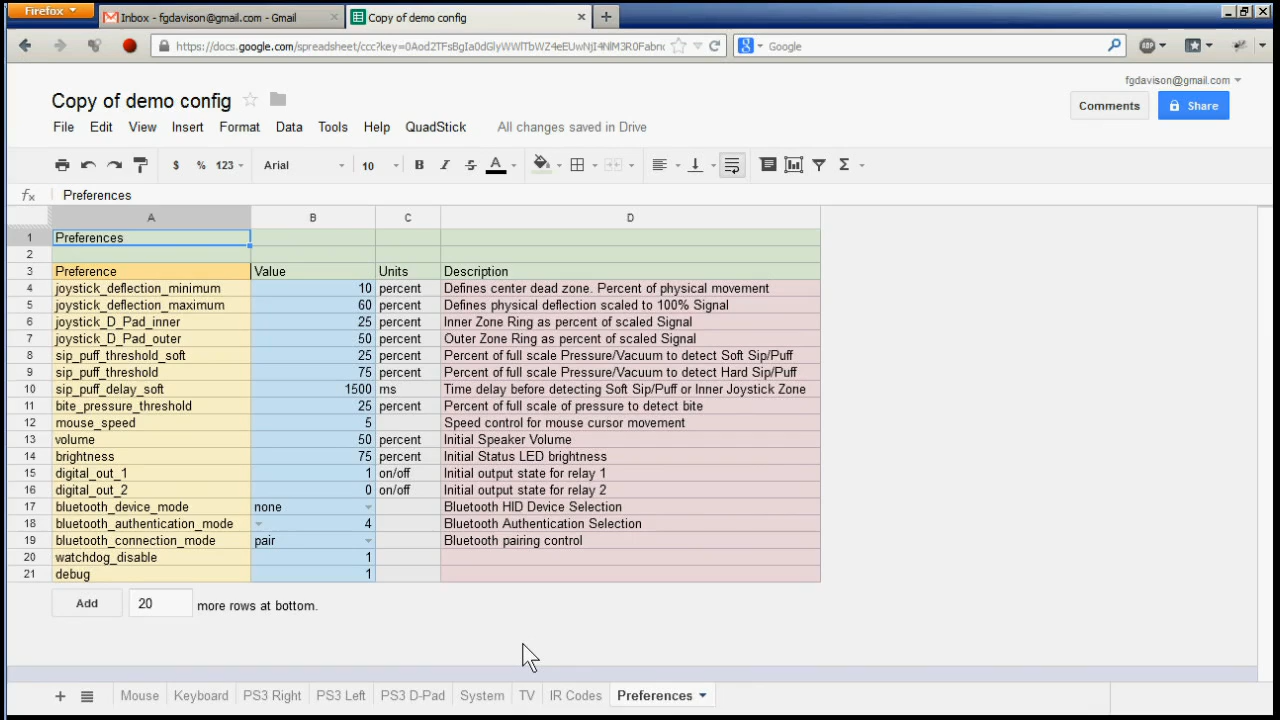 Firefox
Inbox - fgdavison@gmail.com - Gmail
Copy of demo config
https://docs.google.com/spreadsheet/
Google
fgdavison@gmail.com
Copy of demo config
Comments
Share
File Edit View Insert Format Data Tools Help QuadStick All changes saved in Drive
$ % 123 Arial 10 B I S A Σ
fx Preferences
A B C D
1 Preferences
2
3 Preference Value Units Description
4 joystick_deflection_minimum 10 percent Defines center dead zone. Percent of physical movement
5 joystick_deflection_maximum 60 percent Defines physical deflection scaled to 100% Signal
6 joystick_D_Pad_inner 25 percent Inner Zone Ring as percent of scaled Signal
7 joystick_D_Pad_outer 50 percent Outer Zone Ring as percent of scaled Signal
8 sip_puff_threshold_soft 25 percent Percent of full scale Pressure/Vacuum to detect Soft Sip/Puff
9 sip_puff_threshold 75 percent Percent of full scale Pressure/Vacuum to detect Hard Sip/Puff
10 sip_puff_delay_soft 1500 ms Time delay before detecting Soft Sip/Puff or Inner Joystick Zone
11 bite_pressure_threshold 25 percent Percent of full scale of pressure to detect bite
12 mouse_speed 5 Speed control for mouse cursor movement
13 volume 50 percent Initial Speaker Volume
14 brightness 75 percent Initial Status LED brightness
15 digital_out_1 1 on/off Initial output state for relay 1
16 digital_out_2 0 on/off Initial output state for relay 2
17 bluetooth_device_mode none Bluetooth HID Device Selection
18 bluetooth_authentication_mode 4 Bluetooth Authentication Selection
19 bluetooth_connection_mode pair Bluetooth pairing control
20 watchdog_disable 1
21 debug 1
Add 20 more rows at bottom.
Mouse Keyboard PS3 Right PS3 Left PS3 D-Pad System TV IR Codes Preferences